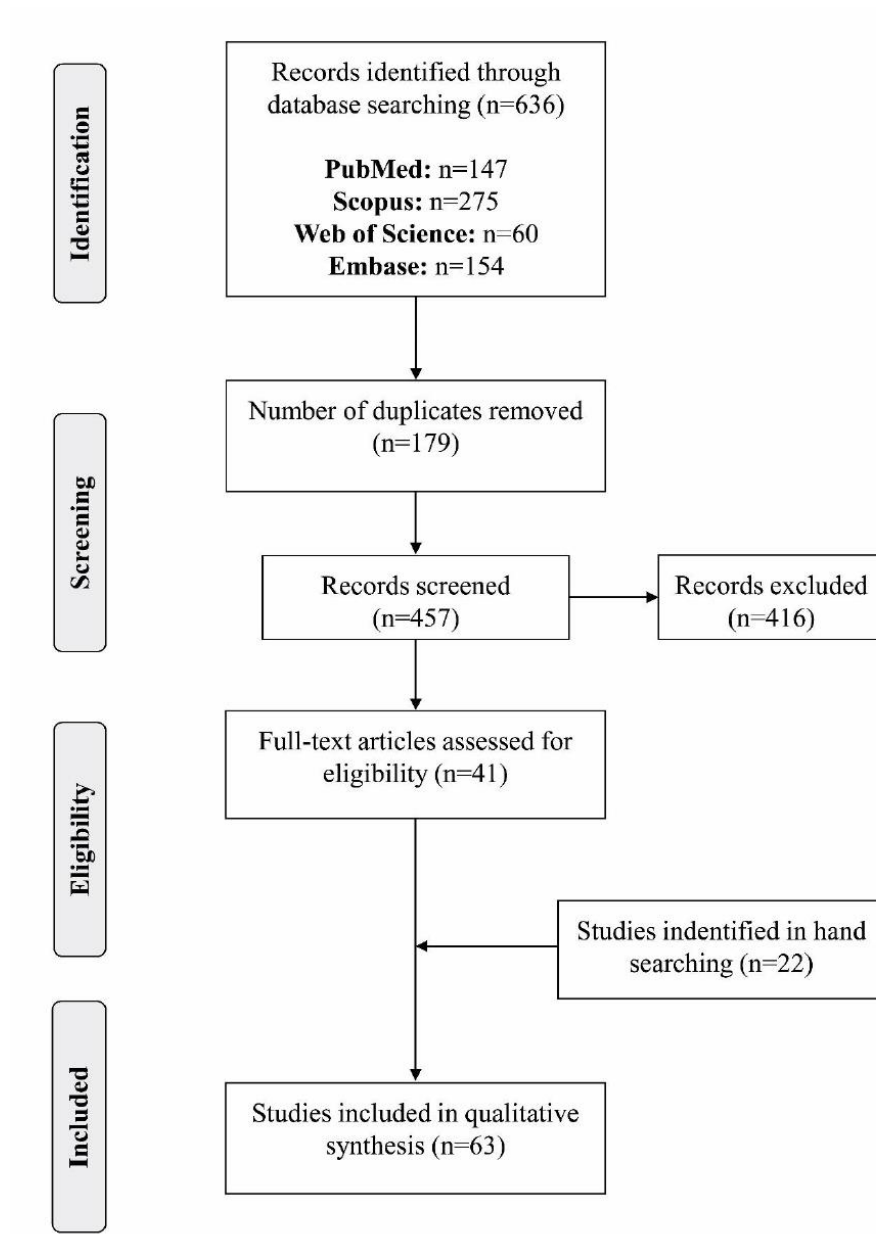 Identification
Records identified through
database searching (n=636)
PubMed: n=147
Scopus: n=275
Web of Science: n=60
Embase: n=154
Screening
Number of duplicates removed
(n=179)
Records screened
(n=457)
Records excluded
(n=416)
Eligibility
Full-text articles assessed for
eligibility (n=41)
Studies indentified in hand
searching (n=22)
Included
Studies included in qualitative
synthesis (n=63)